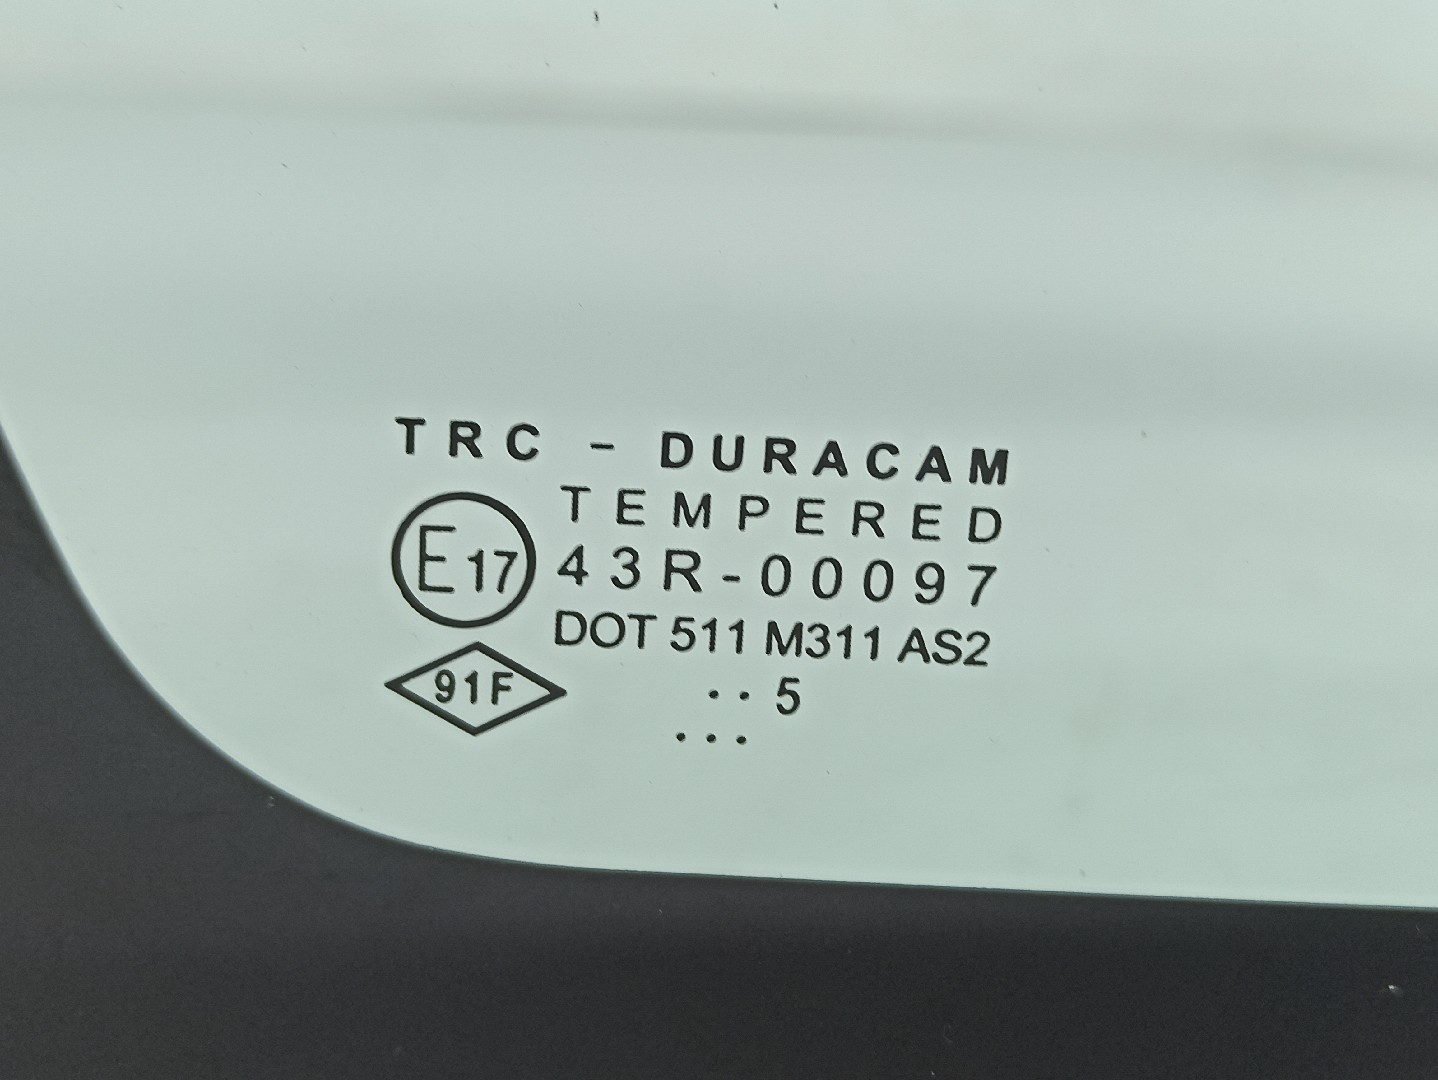 TRC - DURACAM
TEMPERED
E17 43R-00097
DOT 511 M311 AS2
91F ·· 5
...